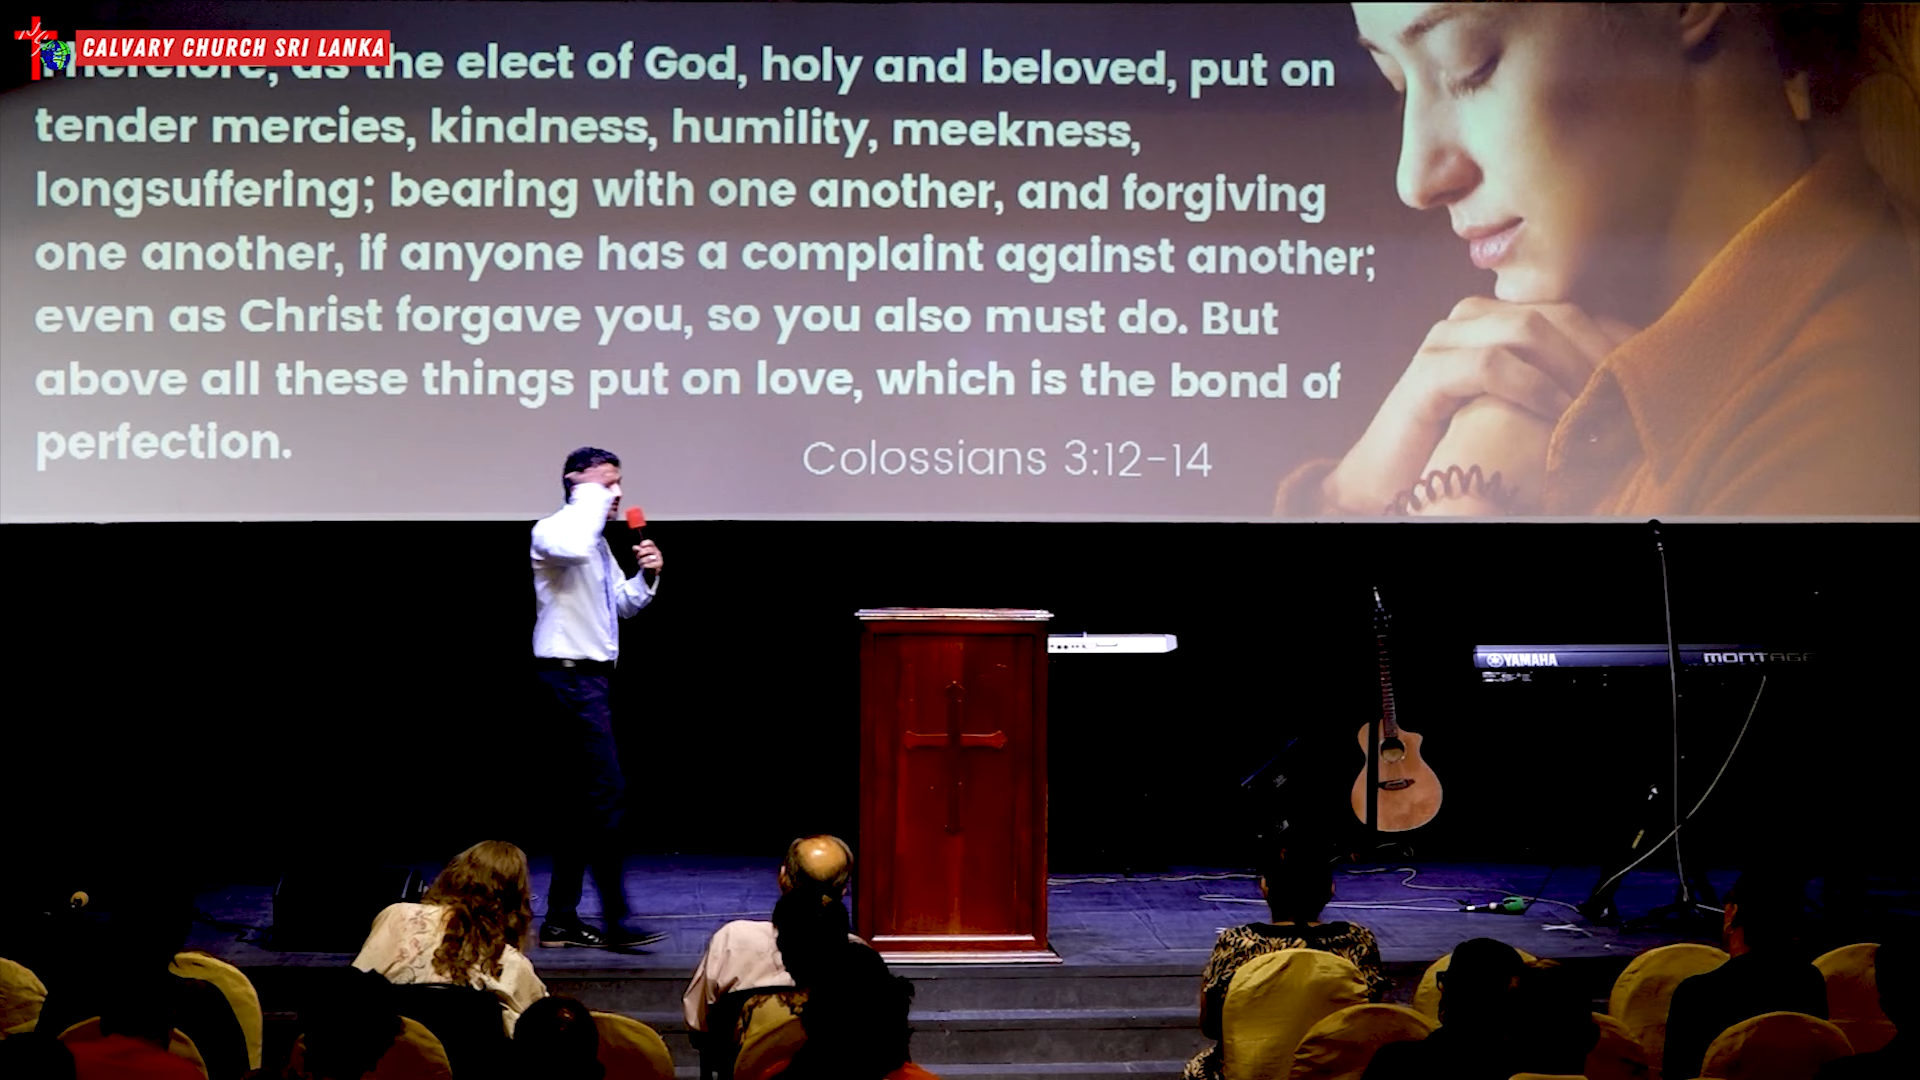 CALVARY CHURCH SRI LANKA
Therefore, as the elect of God, holy and beloved, put on
tender mercies, kindness, humility, meekness,
longsuffering; bearing with one another, and forgiving
one another, if anyone has a complaint against another;
even as Christ forgave you, so you also must do. But
above all these things put on love, which is the bond of
perfection.
Colossians 3:12-14
YAMAHA
MONTAGE